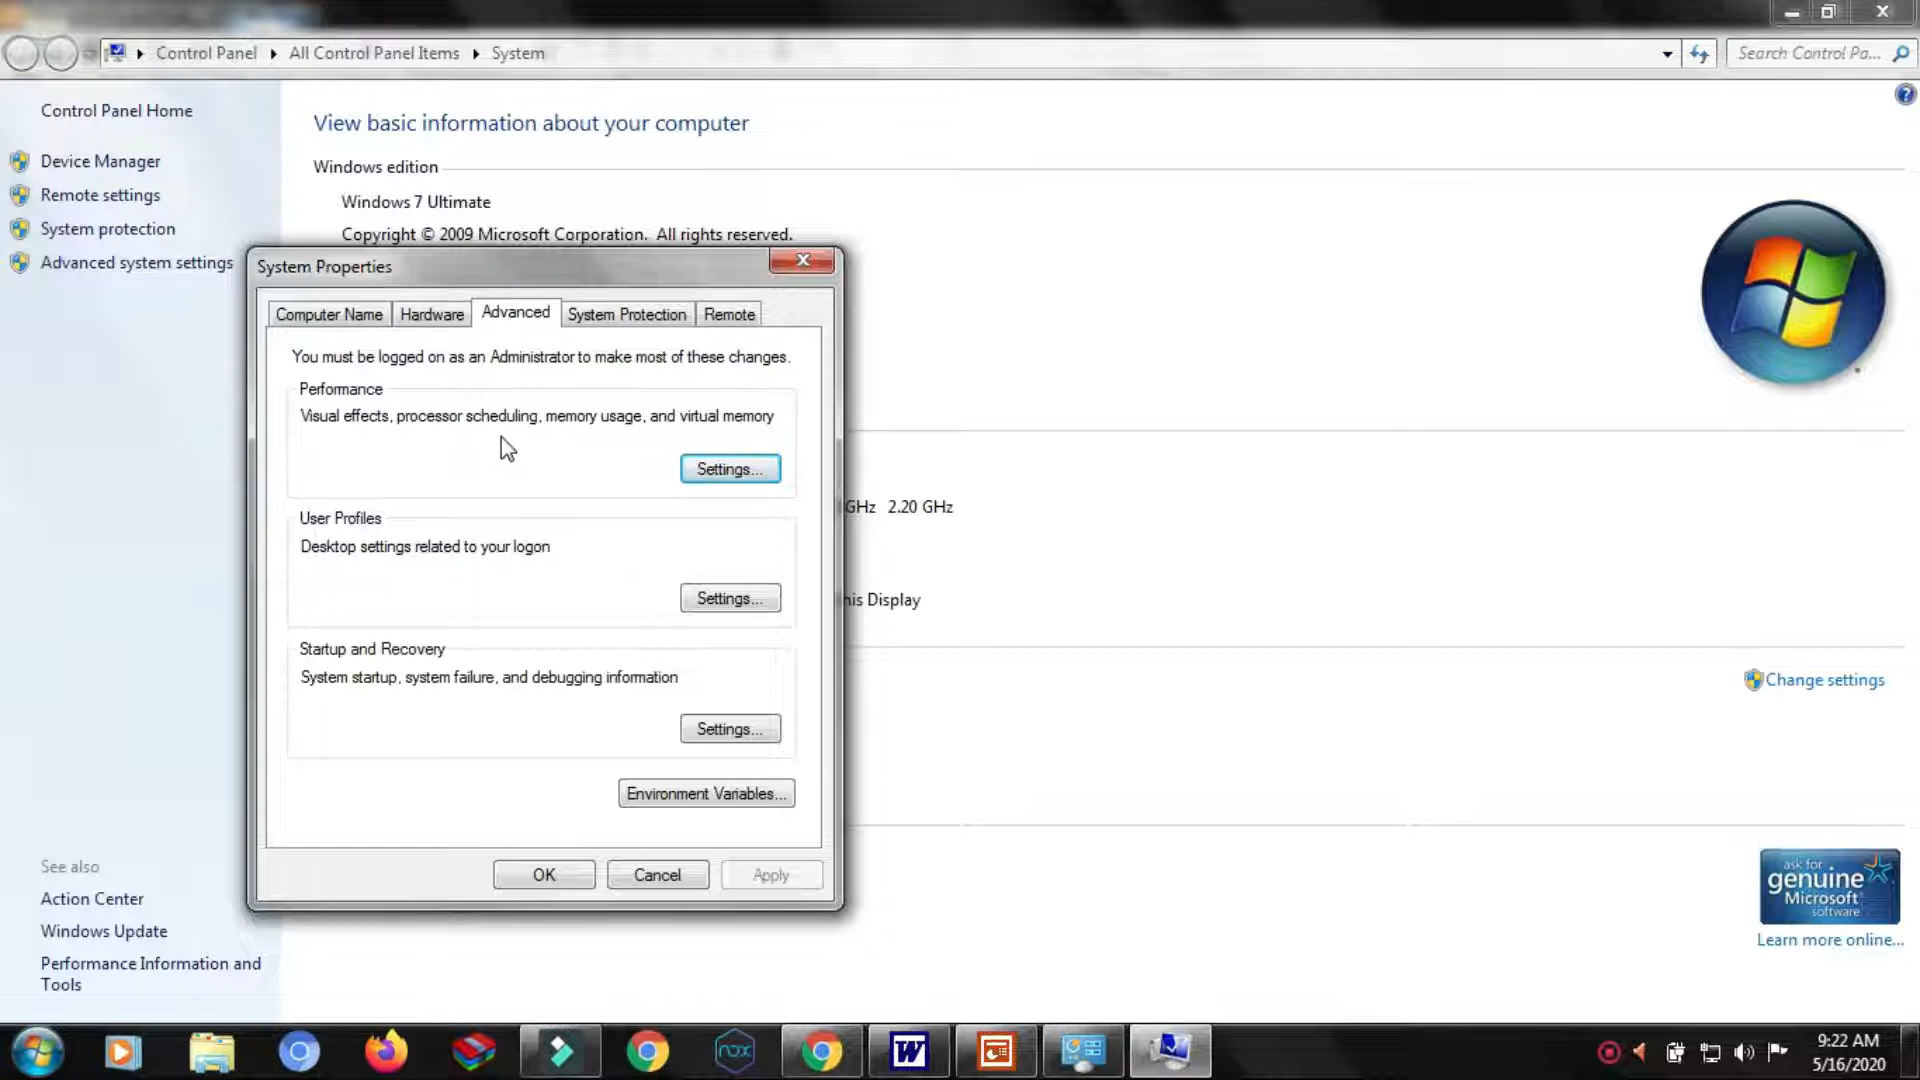 Control Panel
All Control Panel Items
System
Search Control Pa...
Control Panel Home
Device Manager
Remote settings
System protection
Advanced system settings
View basic information about your computer
Windows edition
Windows 7 Ultimate
Copyright © 2009 Microsoft Corporation. All rights reserved.
System Properties
Computer Name
Hardware
Advanced
System Protection
Remote
You must be logged on as an Administrator to make most of these changes.
Performance
Visual effects, processor scheduling, memory usage, and virtual memory
Settings...
User Profiles
Desktop settings related to your logon
Settings...
Startup and Recovery
System startup, system failure, and debugging information
Settings...
Environment Variables...
OK
Cancel
Apply
GHz 2.20 GHz
his Display
Change settings
ask for
genuine
Microsoft
software
Learn more online...
See also
Action Center
Windows Update
Performance Information and
Tools
nox
W
9:22 AM
5/16/2020